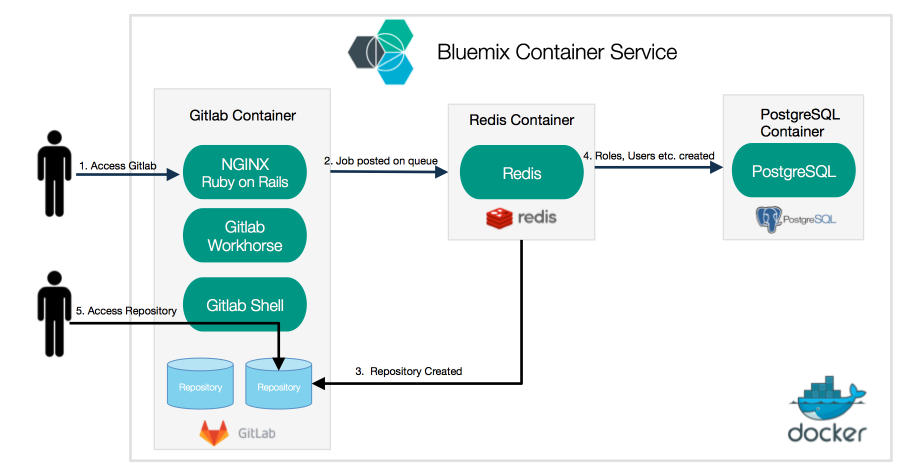 Bluemix Container Service
Gitlab Container
Redis Container
PostgreSQL
Container
1. Access Gitlab
NGINX
Ruby on Rails
2. Job posted on queue
Redis
4. Roles, Users etc. created
PostgreSQL
redis
PostgreSQL
Gitlab
Workhorse
5. Access Repository
Gitlab Shell
3. Repository Created
Repository
Repository
GitLab
docker